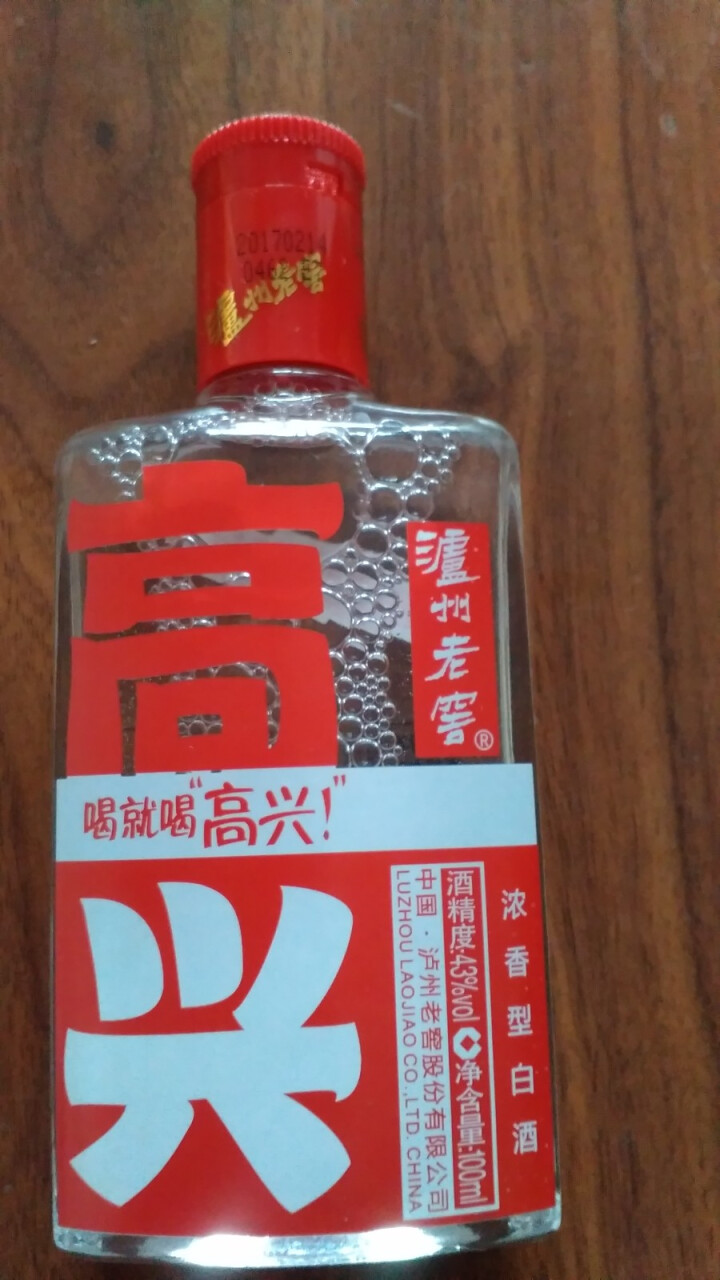 20170214
泸州老窖
高兴
瀘州老窖®
喝就喝“高兴!”
浓香型白酒
酒精度:43%vol 净含量:100ml
中国·泸州老窖股份有限公司
LUZHOU LAOJIAO CO.,LTD. CHINA